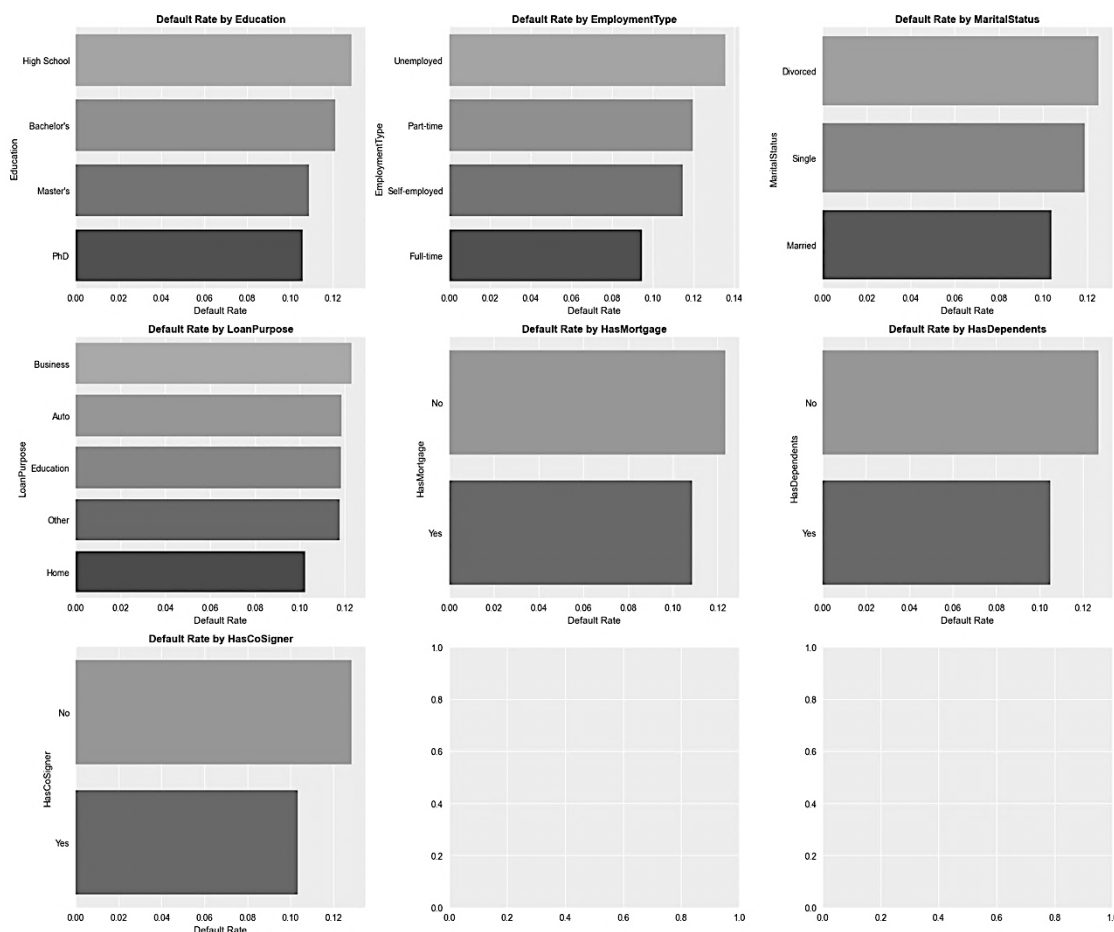 Default Rate by Education
High School
Bachelor's
Master's
PhD
Education
0.00 0.02 0.04 0.06 0.08 0.10 0.12
Default Rate
Default Rate by EmploymentType
Unemployed
Part-time
Self-employed
Full-time
EmploymentType
0.00 0.02 0.04 0.06 0.08 0.10 0.12 0.14
Default Rate
Default Rate by MaritalStatus
Divorced
Single
Married
MaritalStatus
0.00 0.02 0.04 0.06 0.08 0.10 0.12
Default Rate
Default Rate by LoanPurpose
Business
Auto
Education
Other
Home
LoanPurpose
0.00 0.02 0.04 0.06 0.08 0.10 0.12
Default Rate
Default Rate by HasMortgage
No
Yes
HasMortgage
0.00 0.02 0.04 0.06 0.08 0.10 0.12
Default Rate
Default Rate by HasDependents
No
Yes
HasDependents
0.00 0.02 0.04 0.06 0.08 0.10 0.12
Default Rate
Default Rate by HasCoSigner
No
Yes
HasCoSigner
0.00 0.02 0.04 0.06 0.08 0.10 0.12
Default Rate
1.0
0.8
0.6
0.4
0.2
0.0
0.0 0.2 0.4 0.6 0.8 1.0
1.0
0.8
0.6
0.4
0.2
0.0
0.0 0.2 0.4 0.6 0.8 1.0